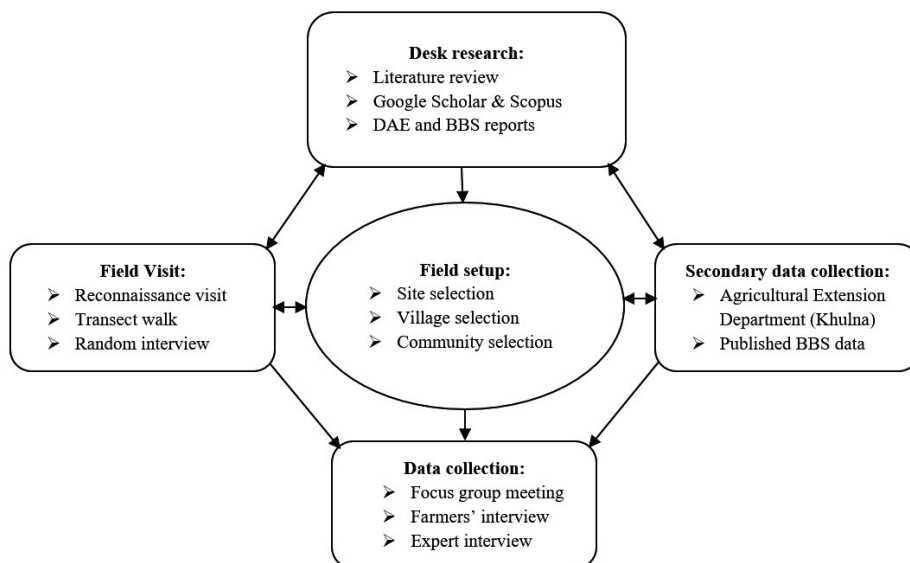 Desk research:
➢ Literature review
➢ Google Scholar & Scopus
➢ DAE and BBS reports
Field Visit:
➢ Reconnaissance visit
➢ Transect walk
➢ Random interview
Field setup:
➢ Site selection
➢ Village selection
➢ Community selection
Secondary data collection:
➢ Agricultural Extension
Department (Khulna)
➢ Published BBS data
Data collection:
➢ Focus group meeting
➢ Farmers’ interview
➢ Expert interview